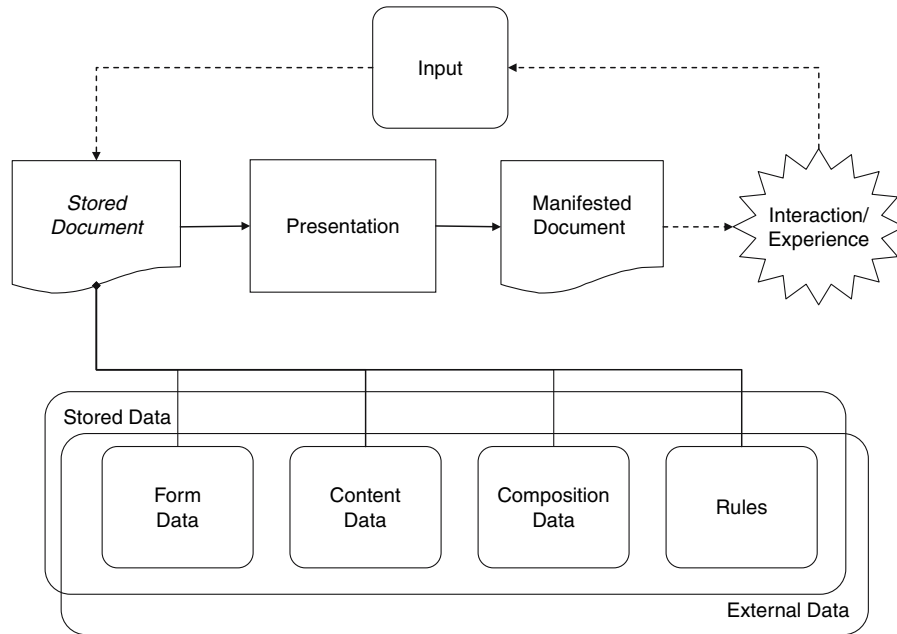 Input
Stored
Document
Presentation
Manifested
Document
Interaction/
Experience
Stored Data
Form
Data
Content
Data
Composition
Data
Rules
External Data